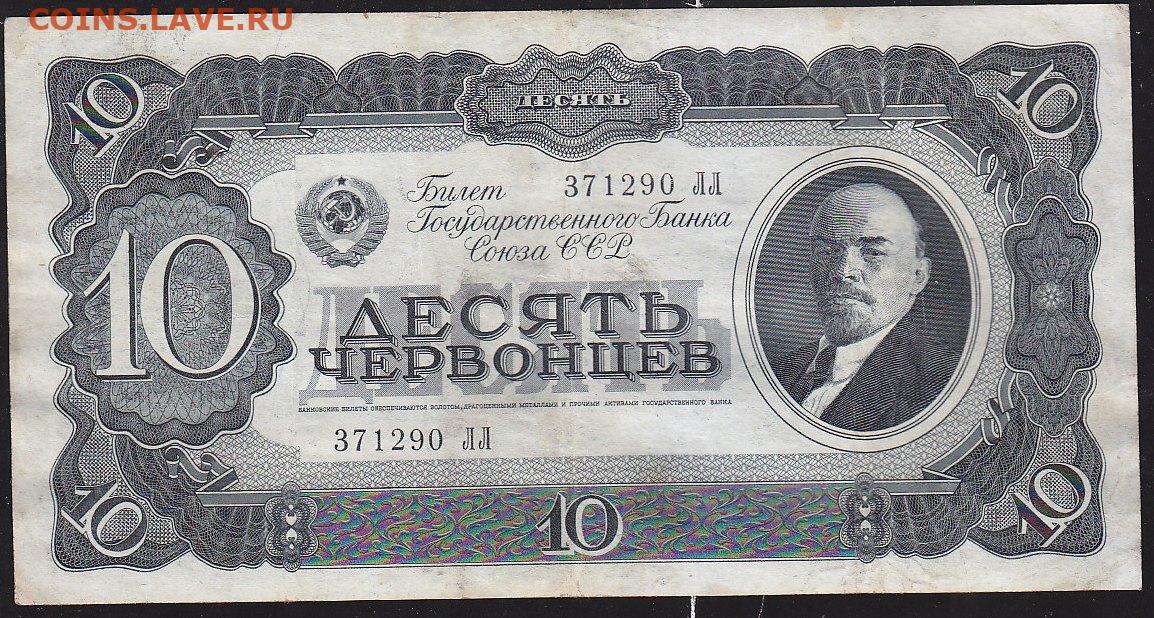 COINS.LAVE.RU
10
ДЕСЯТЬ
10
Билет 371290 ЛЛ
Государственного Банка
Союза ССР
10
ДЕСЯТЬ
ДЕСЯТЬ
ЧЕРВОНЦЕВ
БАНКОВСКИЕ БИЛЕТЫ ОБЕСПЕЧИВАЮТСЯ ЗОЛОТОМ, ДРАГОЦЕННЫМИ МЕТАЛЛАМИ И ПРОЧИМИ АКТИВАМИ ГОСУДАРСТВЕННОГО БАНКА
371290 ЛЛ
10
10
10